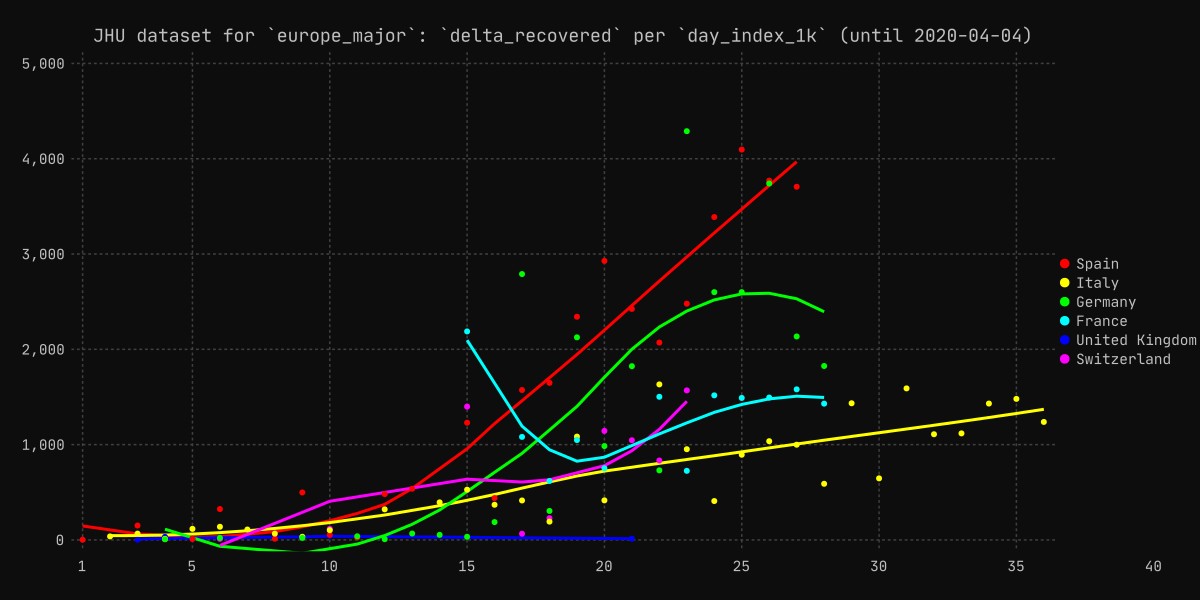 JHU dataset for `europe_major`: `delta_recovered` per `day_index_1k` (until 2020-04-04)
5,000
4,000
3,000
2,000
1,000
0
1 5 10 15 20 25 30 35 40
Spain
Italy
Germany
France
United Kingdom
Switzerland